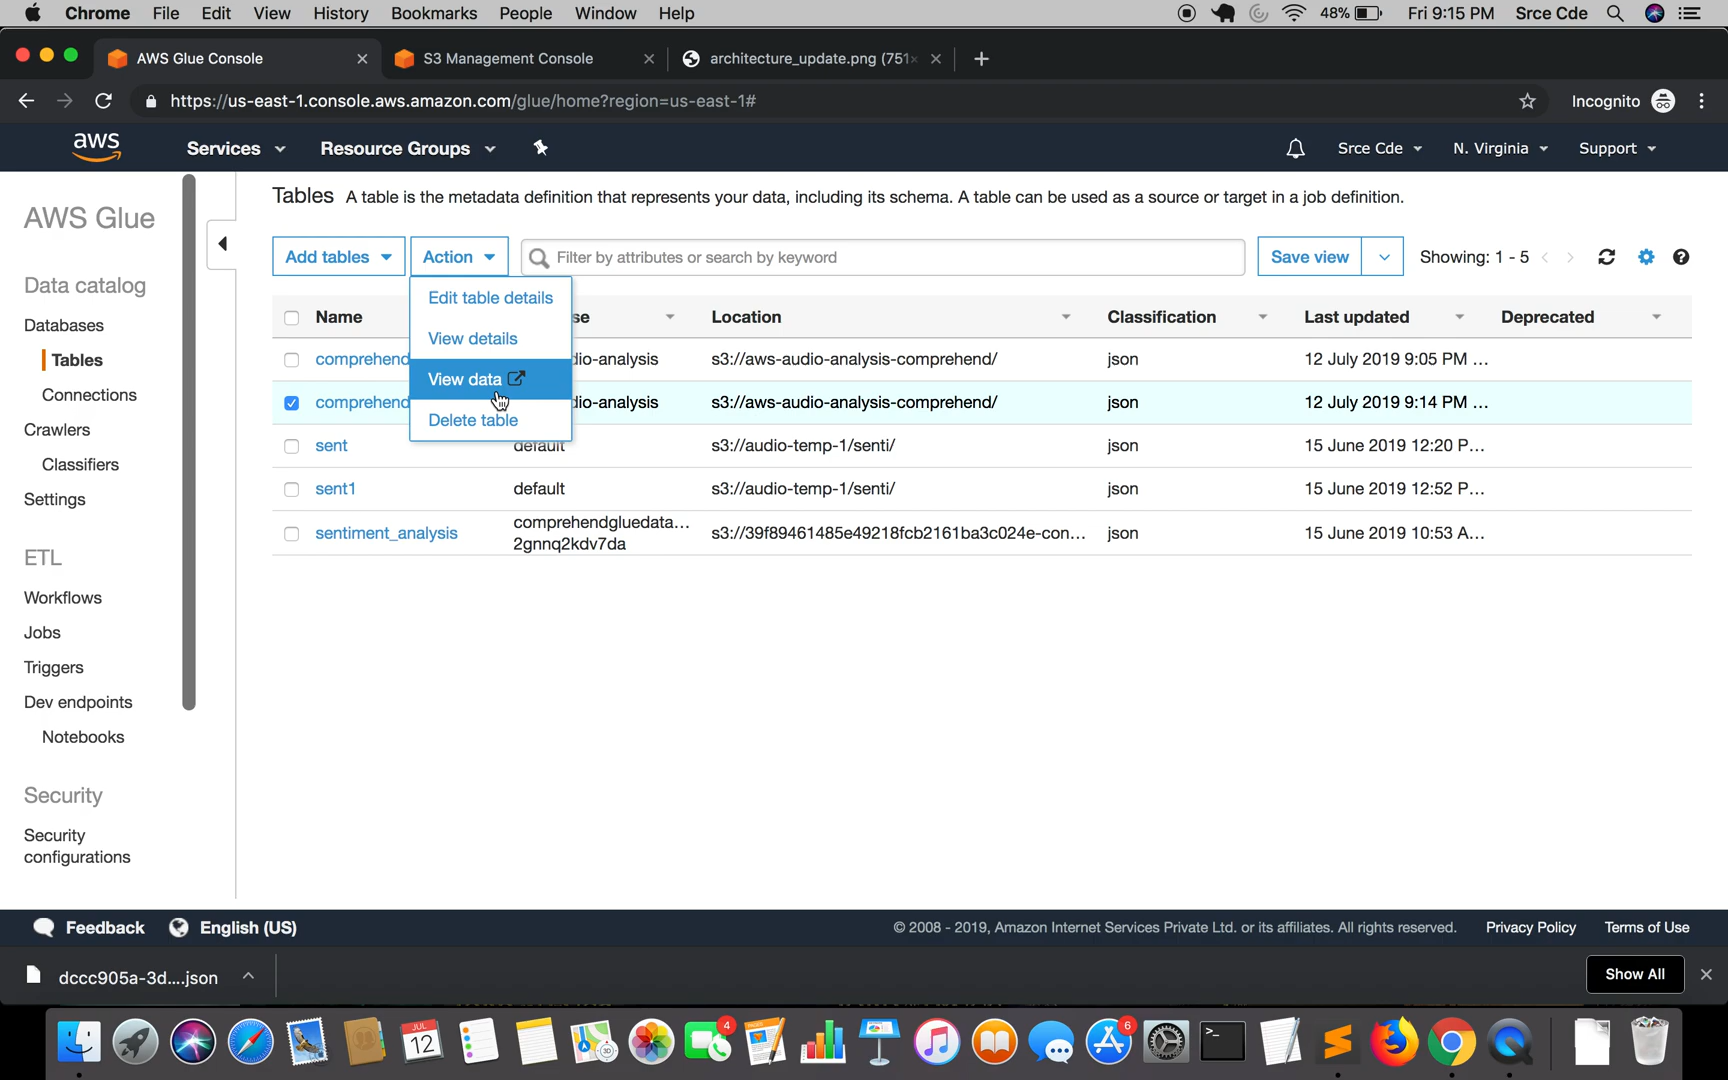 Chrome File Edit View History Bookmarks People Window Help 48% Fri 9:15 PM Srce Cde
AWS Glue Console S3 Management Console architecture_update.png (751×
https://us-east-1.console.aws.amazon.com/glue/home?region=us-east-1# Incognito
aws Services Resource Groups Srce Cde N. Virginia Support
AWS Glue
Data catalog
Databases
Tables
Connections
Crawlers
Classifiers
Settings
ETL
Workflows
Jobs
Triggers
Dev endpoints
Notebooks
Security
Security
configurations
Tables A table is the metadata definition that represents your data, including its schema. A table can be used as a source or target in a job definition.
Add tables Action Filter by attributes or search by keyword Save view Showing: 1 - 5
Edit table details
View details
View data
Delete table
Name se Location Classification Last updated Deprecated
comprehend dio-analysis s3://aws-audio-analysis-comprehend/ json 12 July 2019 9:05 PM ...
comprehend dio-analysis s3://aws-audio-analysis-comprehend/ json 12 July 2019 9:14 PM ...
sent default s3://audio-temp-1/senti/ json 15 June 2019 12:20 P...
sent1 default s3://audio-temp-1/senti/ json 15 June 2019 12:52 P...
sentiment_analysis comprehendgluedata...
2gnnq2kdv7da s3://39f89461485e49218fcb2161ba3c024e-con... json 15 June 2019 10:53 A...
Feedback English (US) © 2008 - 2019, Amazon Internet Services Private Ltd. or its affiliates. All rights reserved. Privacy Policy Terms of Use
dccc905a-3d....json Show All
JUL
12
3D
4
6